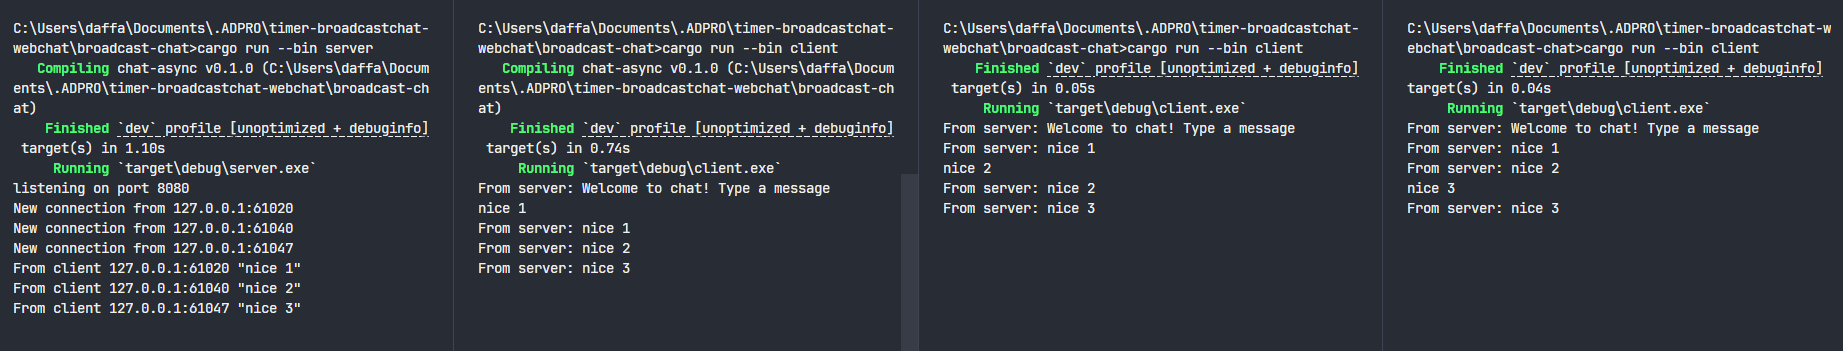 C:\Users\daffa\Documents\.ADPRO\timer-broadcastchat-
webchat\broadcast-chat>cargo run --bin server
Compiling chat-async v0.1.0 (C:\Users\daffa\Docum
ents\.ADPRO\timer-broadcastchat-webchat\broadcast-ch
at)
Finished `dev` profile [unoptimized + debuginfo]
target(s) in 1.10s
Running `target\debug\server.exe`
listening on port 8080
New connection from 127.0.0.1:61020
New connection from 127.0.0.1:61040
New connection from 127.0.0.1:61047
From client 127.0.0.1:61020 "nice 1"
From client 127.0.0.1:61040 "nice 2"
From client 127.0.0.1:61047 "nice 3"
C:\Users\daffa\Documents\.ADPRO\timer-broadcastchat-
webchat\broadcast-chat>cargo run --bin client
Compiling chat-async v0.1.0 (C:\Users\daffa\Docum
ents\.ADPRO\timer-broadcastchat-webchat\broadcast-ch
at)
Finished `dev` profile [unoptimized + debuginfo]
target(s) in 0.74s
Running `target\debug\client.exe`
From server: Welcome to chat! Type a message
nice 1
From server: nice 1
From server: nice 2
From server: nice 3
C:\Users\daffa\Documents\.ADPRO\timer-broadcastchat-
webchat\broadcast-chat>cargo run --bin client
Finished `dev` profile [unoptimized + debuginfo]
target(s) in 0.05s
Running `target\debug\client.exe`
From server: Welcome to chat! Type a message
From server: nice 1
nice 2
From server: nice 2
From server: nice 3
C:\Users\daffa\Documents\.ADPRO\timer-broadcastchat-w
ebchat\broadcast-chat>cargo run --bin client
Finished `dev` profile [unoptimized + debuginfo]
target(s) in 0.04s
Running `target\debug\client.exe`
From server: Welcome to chat! Type a message
From server: nice 1
From server: nice 2
nice 3
From server: nice 3